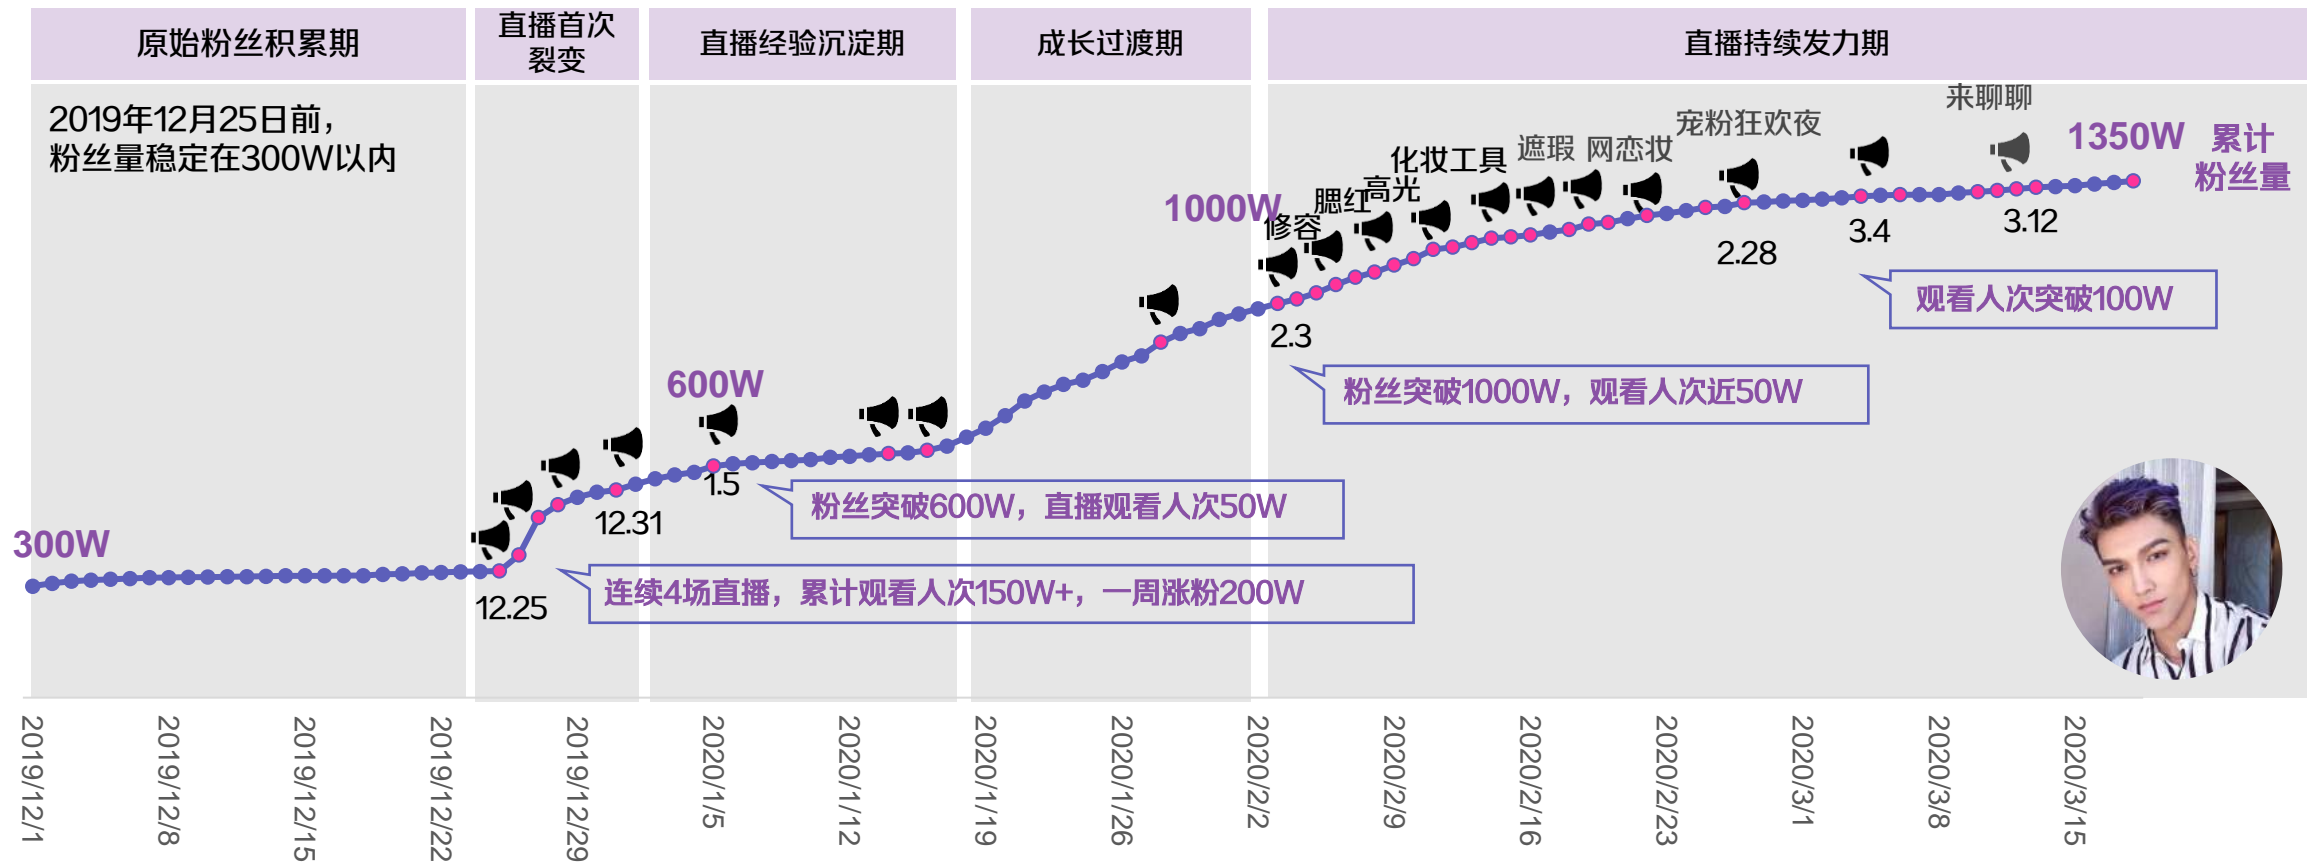 原始粉丝积累期
直播首次
裂变
直播经验沉淀期
成长过渡期
直播持续发力期
2019年12月25日前，
粉丝量稳定在300W以内
来聊聊
宠粉狂欢夜
遮瑕 网恋妆
化妆工具
高光
腮红
修容
1350W
累计
粉丝量
1000W
600W
300W
12.25
12.31
1.5
2.3
2.28
3.4
3.12
观看人次突破100W
粉丝突破1000W，观看人次近50W
粉丝突破600W，直播观看人次50W
连续4场直播，累计观看人次150W+，一周涨粉200W
2019/12/1
2019/12/8
2019/12/15
2019/12/22
2019/12/29
2020/1/5
2020/1/12
2020/1/19
2020/1/26
2020/2/2
2020/2/9
2020/2/16
2020/2/23
2020/3/1
2020/3/8
2020/3/15